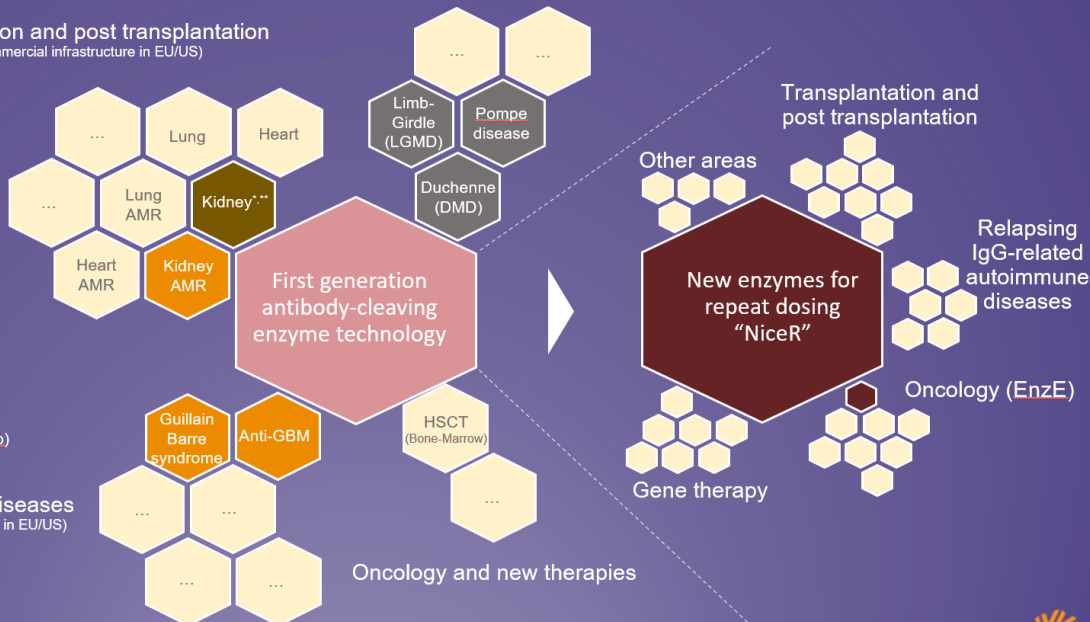 on and post transplantation
mmercial infrastructure in EU/US)
...
...
...
Limb-
Girdle
(LGMD)
Pompe
disease
Duchenne
(DMD)
...
Lung
Heart
...
Lung
AMR
Kidney*,**
Heart
AMR
Kidney
AMR
First generation
antibody-cleaving
enzyme technology
Guillain
Barre
syndrome
Anti-GBM
HSCT
(Bone-Marrow)
...
...
...
...
...
iseases
in EU/US)
Oncology and new therapies
Transplantation and
post transplantation
Other areas
Relapsing
IgG-related
autoimmune
diseases
New enzymes for
repeat dosing
“NiceR”
Oncology (EnzE)
Gene therapy